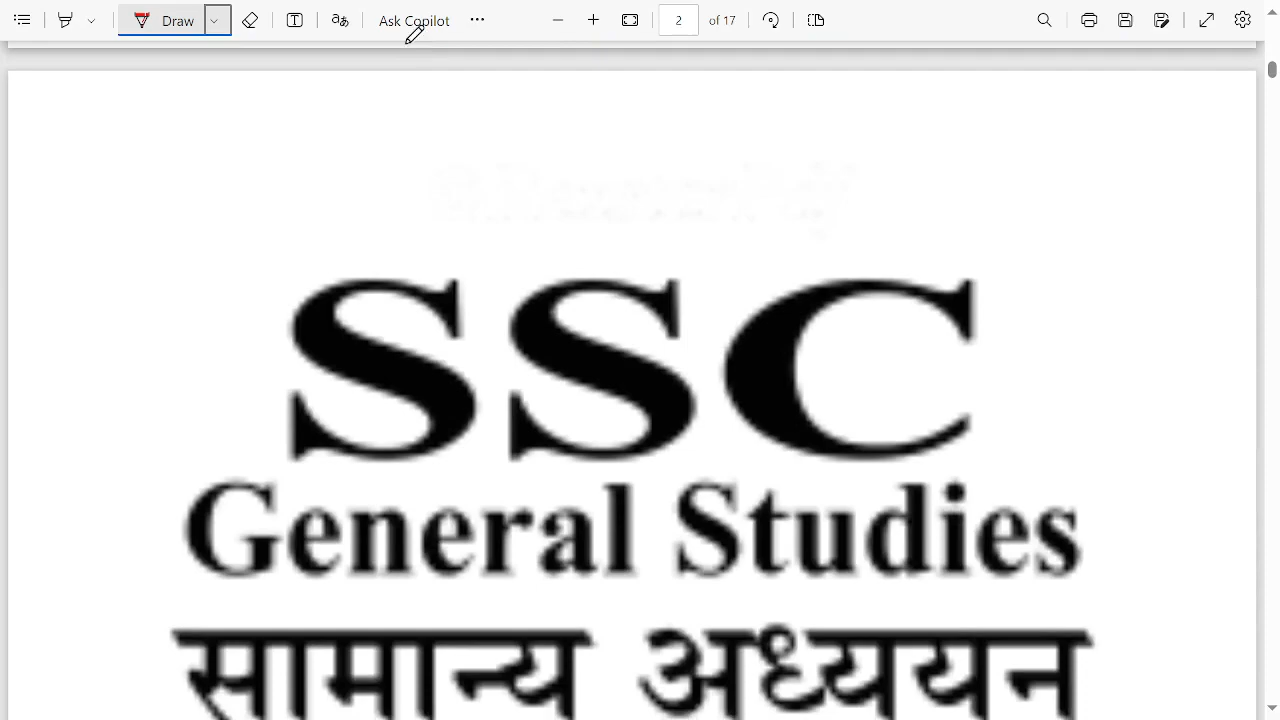 Draw
Ask Copilot
2 of 17
SSC
General Studies
सामान्य अध्ययन